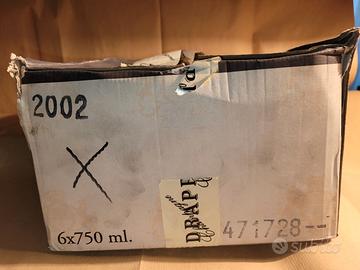 2002
X
DRAPE
471728--
6x750 ml.
subito